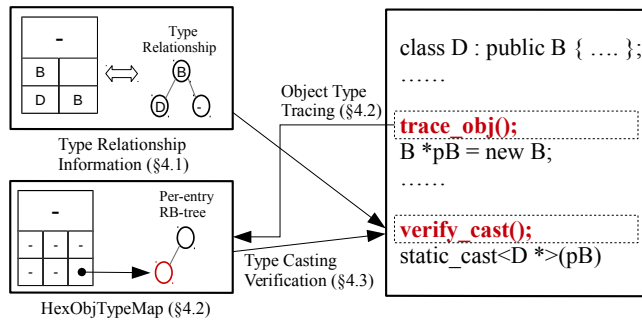 -
B
D B
Type
Relationship
B
D -
Type Relationship
Information (§4.1)
-
- - -
- -
Per-entry
RB-tree
HexObjTypeMap (§4.2)
Object Type
Tracing (§4.2)
Type Casting
Verification (§4.3)
class D : public B { .... };
......
trace_obj();
B *pB = new B;
......
verify_cast();
static_cast<D *>(pB)